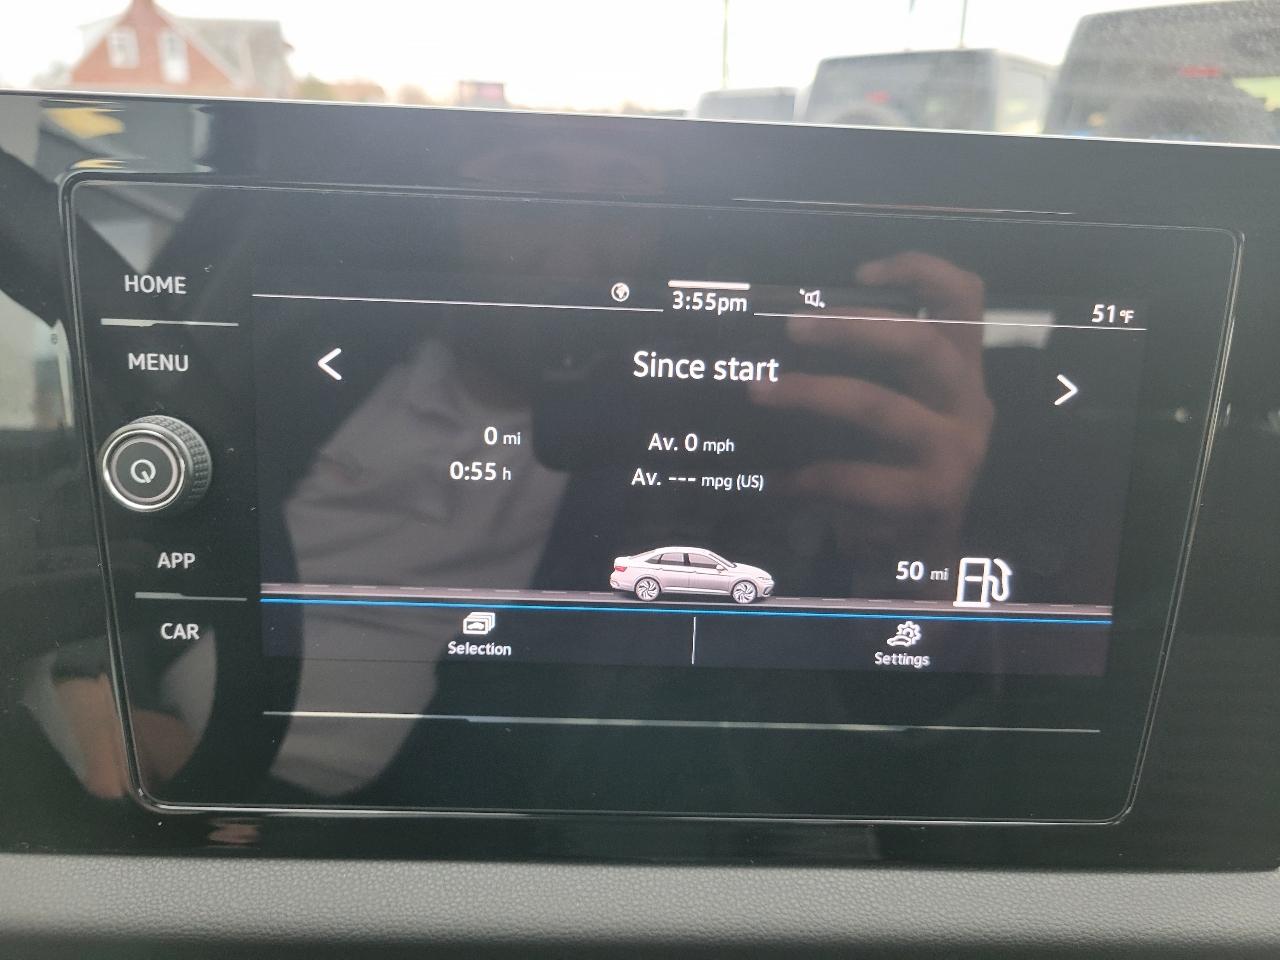 HOME
MENU
APP
CAR
3:55pm
51°F
Since start
0 mi
0:55 h
Av. 0 mph
Av. --- mpg (US)
50 mi
Selection
Settings